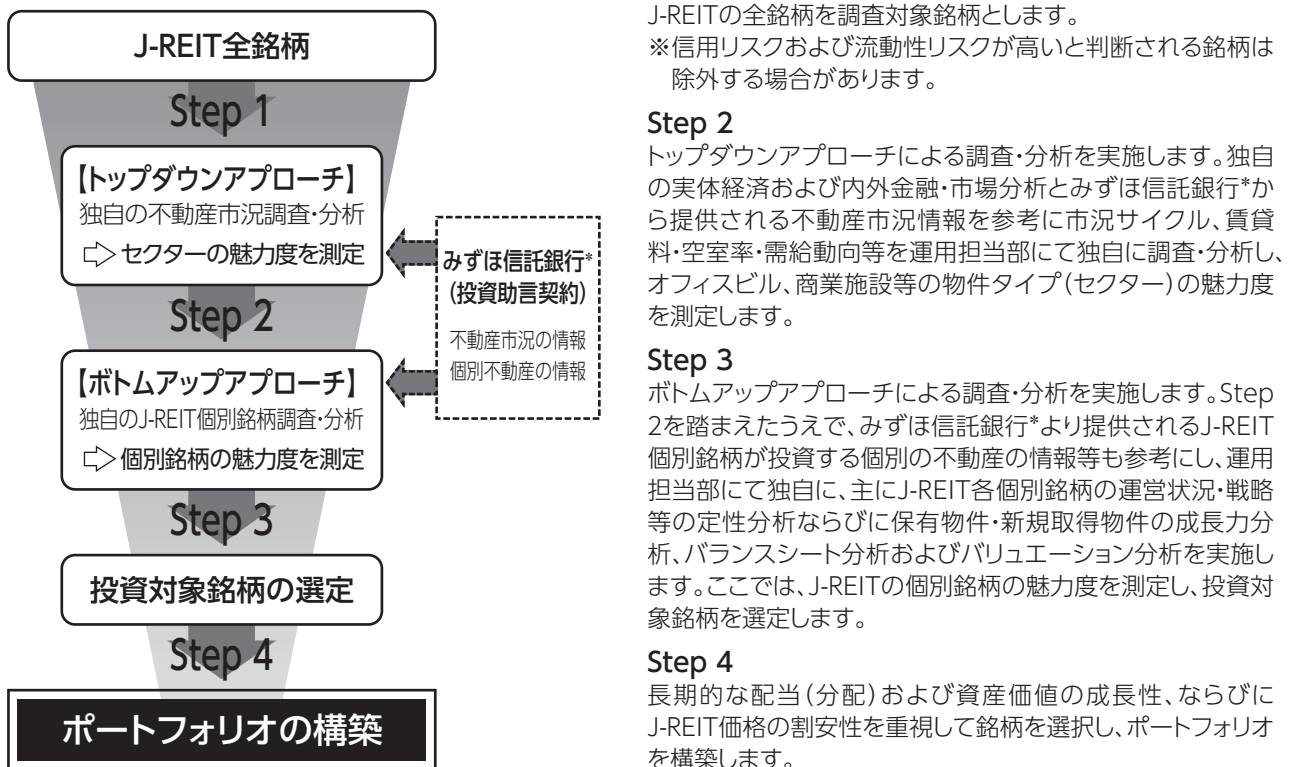 J-REIT全銘柄
Step 1
【トップダウンアプローチ】
独自の不動産市況調査・分析
⇨セクターの魅力度を測定
Step 2
【ボトムアップアプローチ】
独自のJ-REIT個別銘柄調査・分析
⇨個別銘柄の魅力度を測定
Step 3
投資対象銘柄の選定
Step 4
ポートフォリオの構築
みずほ信託銀行*
(投資助言契約)
不動産市況の情報
個別不動産の情報
J-REITの全銘柄を調査対象銘柄とします。
※信用リスクおよび流動性リスクが高いと判断される銘柄は
除外する場合があります。
Step 2
トップダウンアプローチによる調査・分析を実施します。独自
の実体経済および内外金融・市場分析とみずほ信託銀行*か
ら提供される不動産市況情報を参考に市況サイクル、賃貸
料・空室率・需給動向等を運用担当部にて独自に調査・分析し、
オフィスビル、商業施設等の物件タイプ(セクター)の魅力度
を測定します。
Step 3
ボトムアップアプローチによる調査・分析を実施します。Step
2を踏まえたうえで、みずほ信託銀行*より提供されるJ-REIT
個別銘柄が投資する個別の不動産の情報等も参考にし、運用
担当部にて独自に、主にJ-REIT各個別銘柄の運営状況・戦略
等の定性分析ならびに保有物件・新規取得物件の成長力分
析、バランスシート分析およびバリュエーション分析を実施し
ます。ここでは、J-REITの個別銘柄の魅力度を測定し、投資対
象銘柄を選定します。
Step 4
長期的な配当(分配)および資産価値の成長性、ならびに
J-REIT価格の割安性を重視して銘柄を選択し、ポートフォリオ
を構築します。